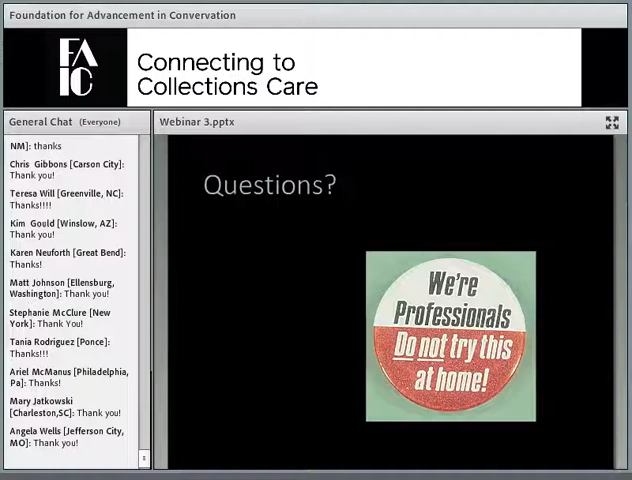 Foundation for Advancement in Convervation
FA
IC
Connecting to
Collections Care
General Chat (Everyone)
NM]: thanks
Chris Gibbons [Carson City]:
Thank you!
Teresa Will [Greenville, NC]:
Thanks!!!!
Kim Gould [Winslow, AZ]:
Thank you!
Karen Neuforth [Great Bend]:
Thanks!
Matt Johnson [Ellensburg,
Washington]: Thank you!
Stephanie McClure [New
York]: Thank You!
Tania Rodriguez [Ponce]:
Thanks!!!
Ariel McManus [Philadelphia,
Pa]: Thanks!
Mary Jatkowski
[Charleston,SC]: Thank you!
Angela Wells [Jefferson City,
MO]: Thank you!
Webinar 3.pptx
Questions?
We're
Professionals
Do not try this
at home!